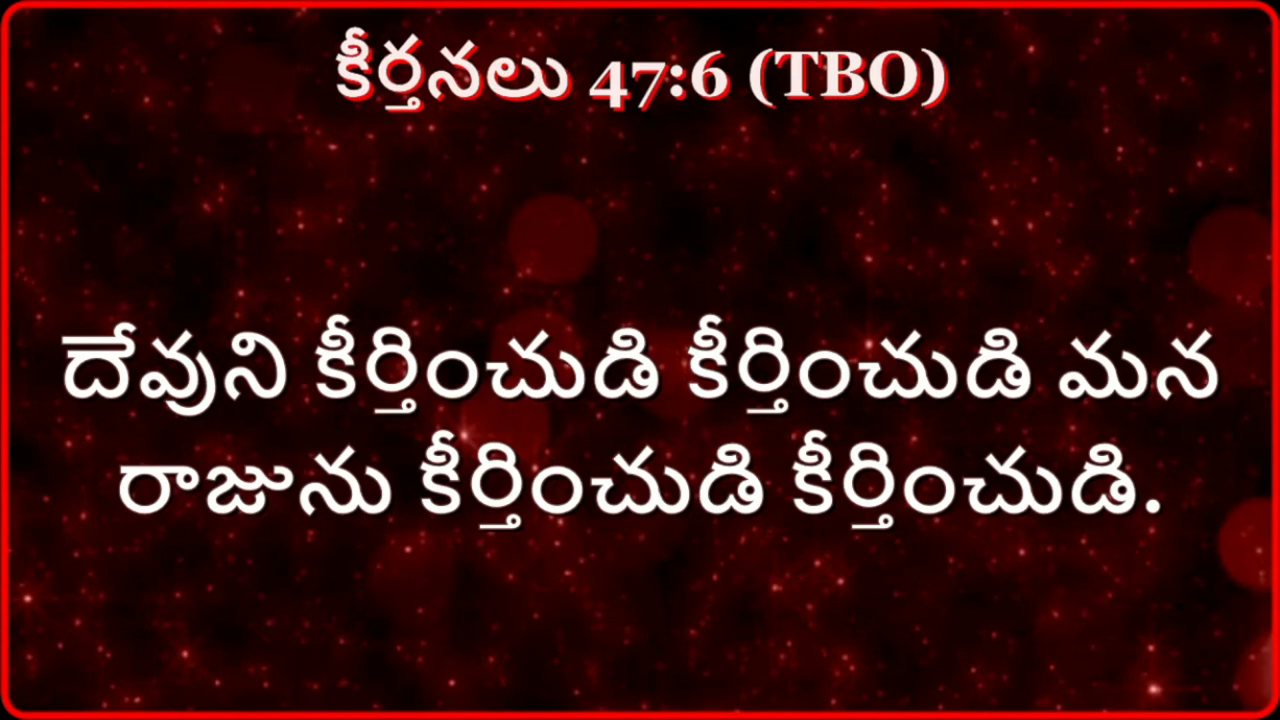 కీర్తనలు 47:6 (TBO)
దేవుని కీర్తించుడి కీర్తించుడి మన
రాజును కీర్తించుడి కీర్తించుడి.